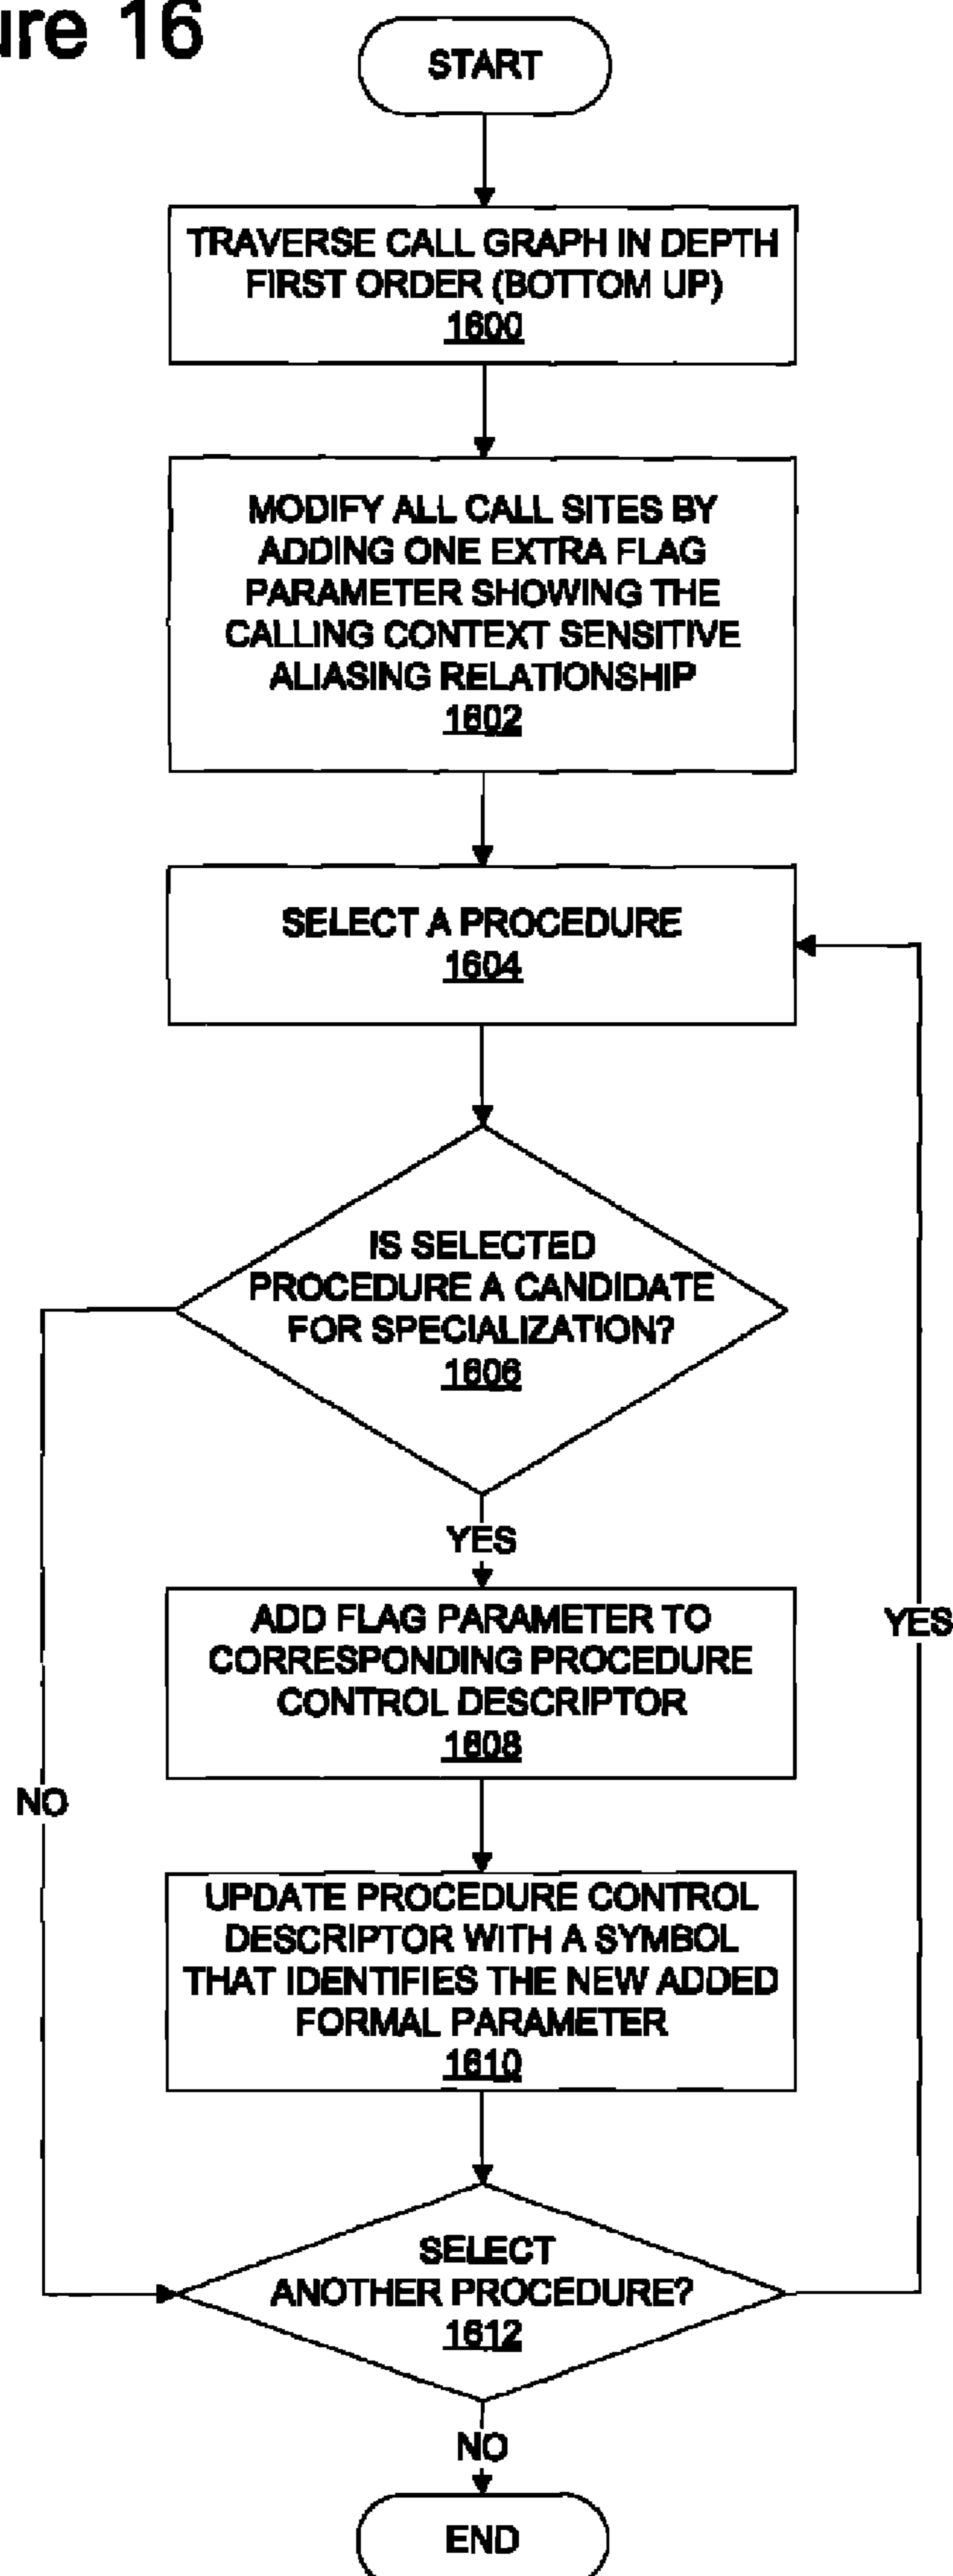 ure 16
START
TRAVERSE CALL GRAPH IN DEPTH
FIRST ORDER (BOTTOM UP)
1600
MODIFY ALL CALL SITES BY
ADDING ONE EXTRA FLAG
PARAMETER SHOWING THE
CALLING CONTEXT SENSITIVE
ALIASING RELATIONSHIP
1602
SELECT A PROCEDURE
1604
IS SELECTED
PROCEDURE A CANDIDATE
FOR SPECIALIZATION?
1606
YES
ADD FLAG PARAMETER TO
CORRESPONDING PROCEDURE
CONTROL DESCRIPTOR
1608
YES
NO
UPDATE PROCEDURE CONTROL
DESCRIPTOR WITH A SYMBOL
THAT IDENTIFIES THE NEW ADDED
FORMAL PARAMETER
1610
SELECT
ANOTHER PROCEDURE?
1612
NO
END